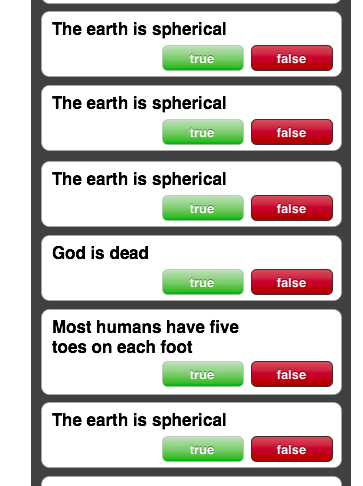 The earth is spherical
true false
The earth is spherical
true false
The earth is spherical
true false
God is dead
true false
Most humans have five
toes on each foot
true false
The earth is spherical
true false